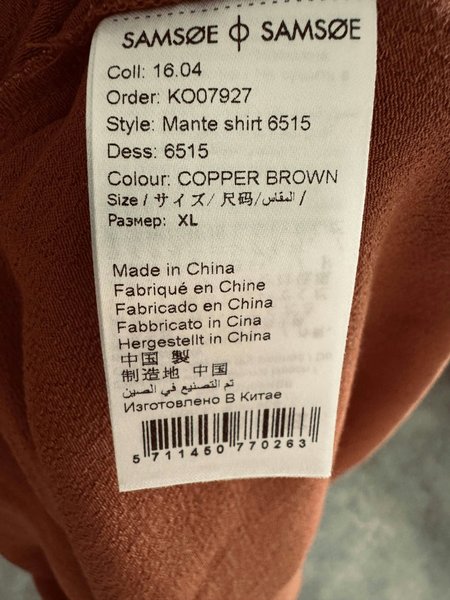 SAMSØE ϕ SAMSØE
Coll: 16.04
Order: KO07927
Style: Mante shirt 6515
Dess: 6515
Colour: COPPER BROWN
Size / サイズ/ 尺码/المقاس /
Размер: XL
Made in China
Fabriqué en Chine
Fabricado en China
Fabbricato in Cina
Hergestellt in China
中国 製
制造地 中国
تم التصنيع في الصين
Изготовлено В Китае
5 711450 770263